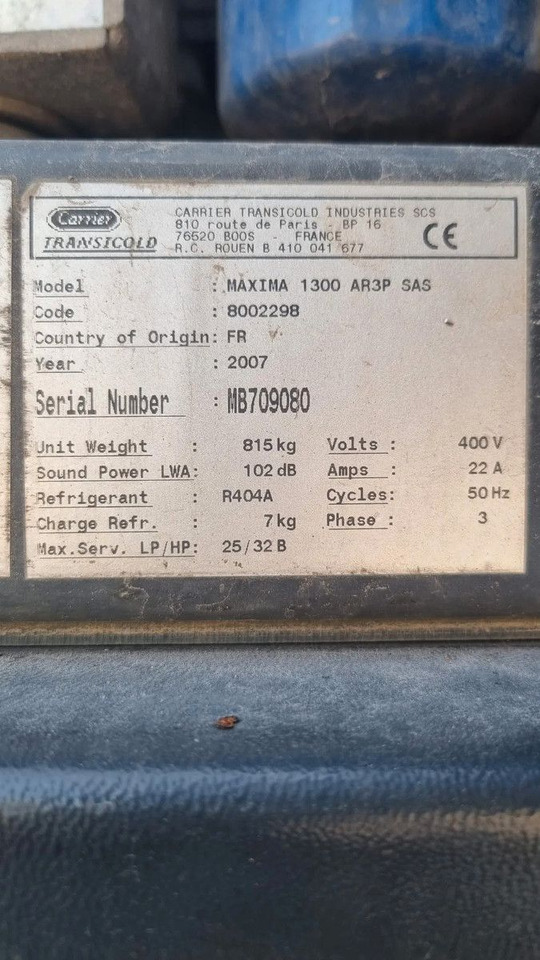 Carrier
TRANSICOLD
CARRIER TRANSICOLD INDUSTRIES SCS
810 route de Paris - BP 16
76520 BOOS - FRANCE
R.C. ROUEN B 410 041 677
CE
Model : MAXIMA 1300 AR3P SAS
Code : 8002298
Country of Origin: FR
Year : 2007
Serial Number : MB709080
Unit Weight : 815 kg Volts : 400 V
Sound Power LWA: 102 dB Amps : 22 A
Refrigerant : R404A Cycles: 50 Hz
Charge Refr. : 7 kg Phase : 3
Max.Serv. LP/HP: 25/32 B